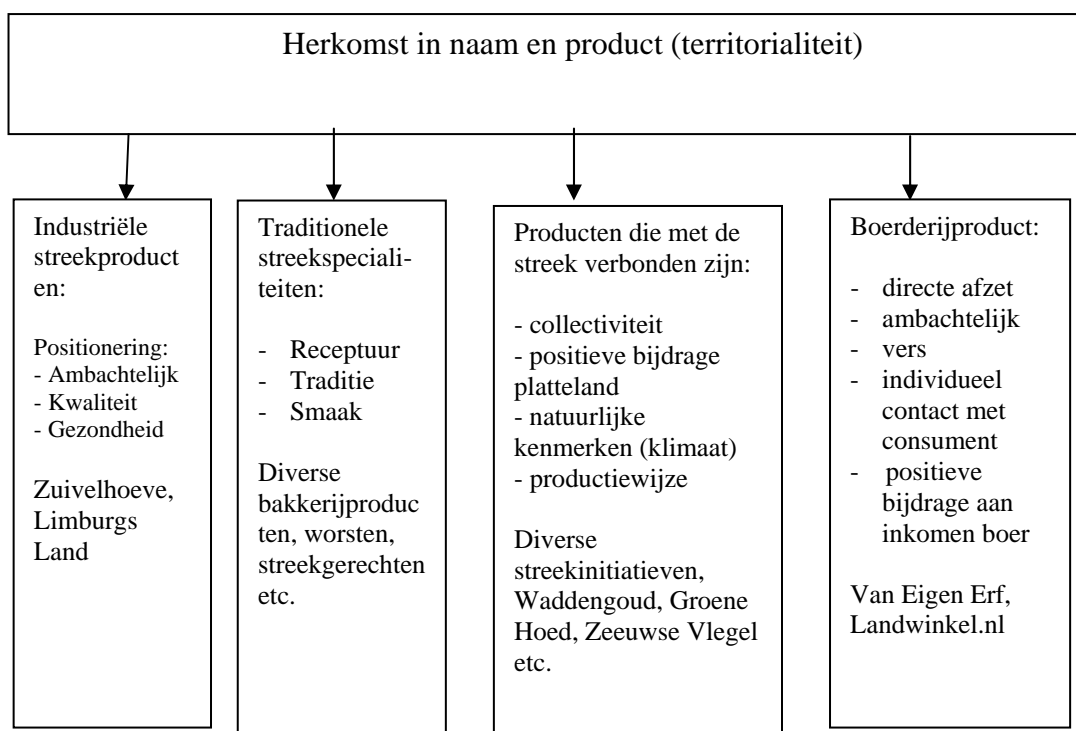 Herkomst in naam en product (territorialiteit)
Industriële
streekproduct
en:
Positionering:
- Ambachtelijk
- Kwaliteit
- Gezondheid
Zuivelhoeve,
Limburgs
Land
Traditionele
streekspeciali-
teiten:
- Receptuur
- Traditie
- Smaak
Diverse
bakkerijproduc
ten, worsten,
streekgerechten
etc.
Producten die met de
streek verbonden zijn:
- collectiviteit
- positieve bijdrage
platteland
- natuurlijke
kenmerken (klimaat)
- productiewijze
Diverse
streekinitiatieven,
Waddengoud, Groene
Hoed, Zeeuwse Vlegel
etc.
Boerderijproduct:
- directe afzet
- ambachtelijk
- vers
- individueel
contact met
consument
- positieve
bijdrage aan
inkomen boer
Van Eigen Erf,
Landwinkel.nl